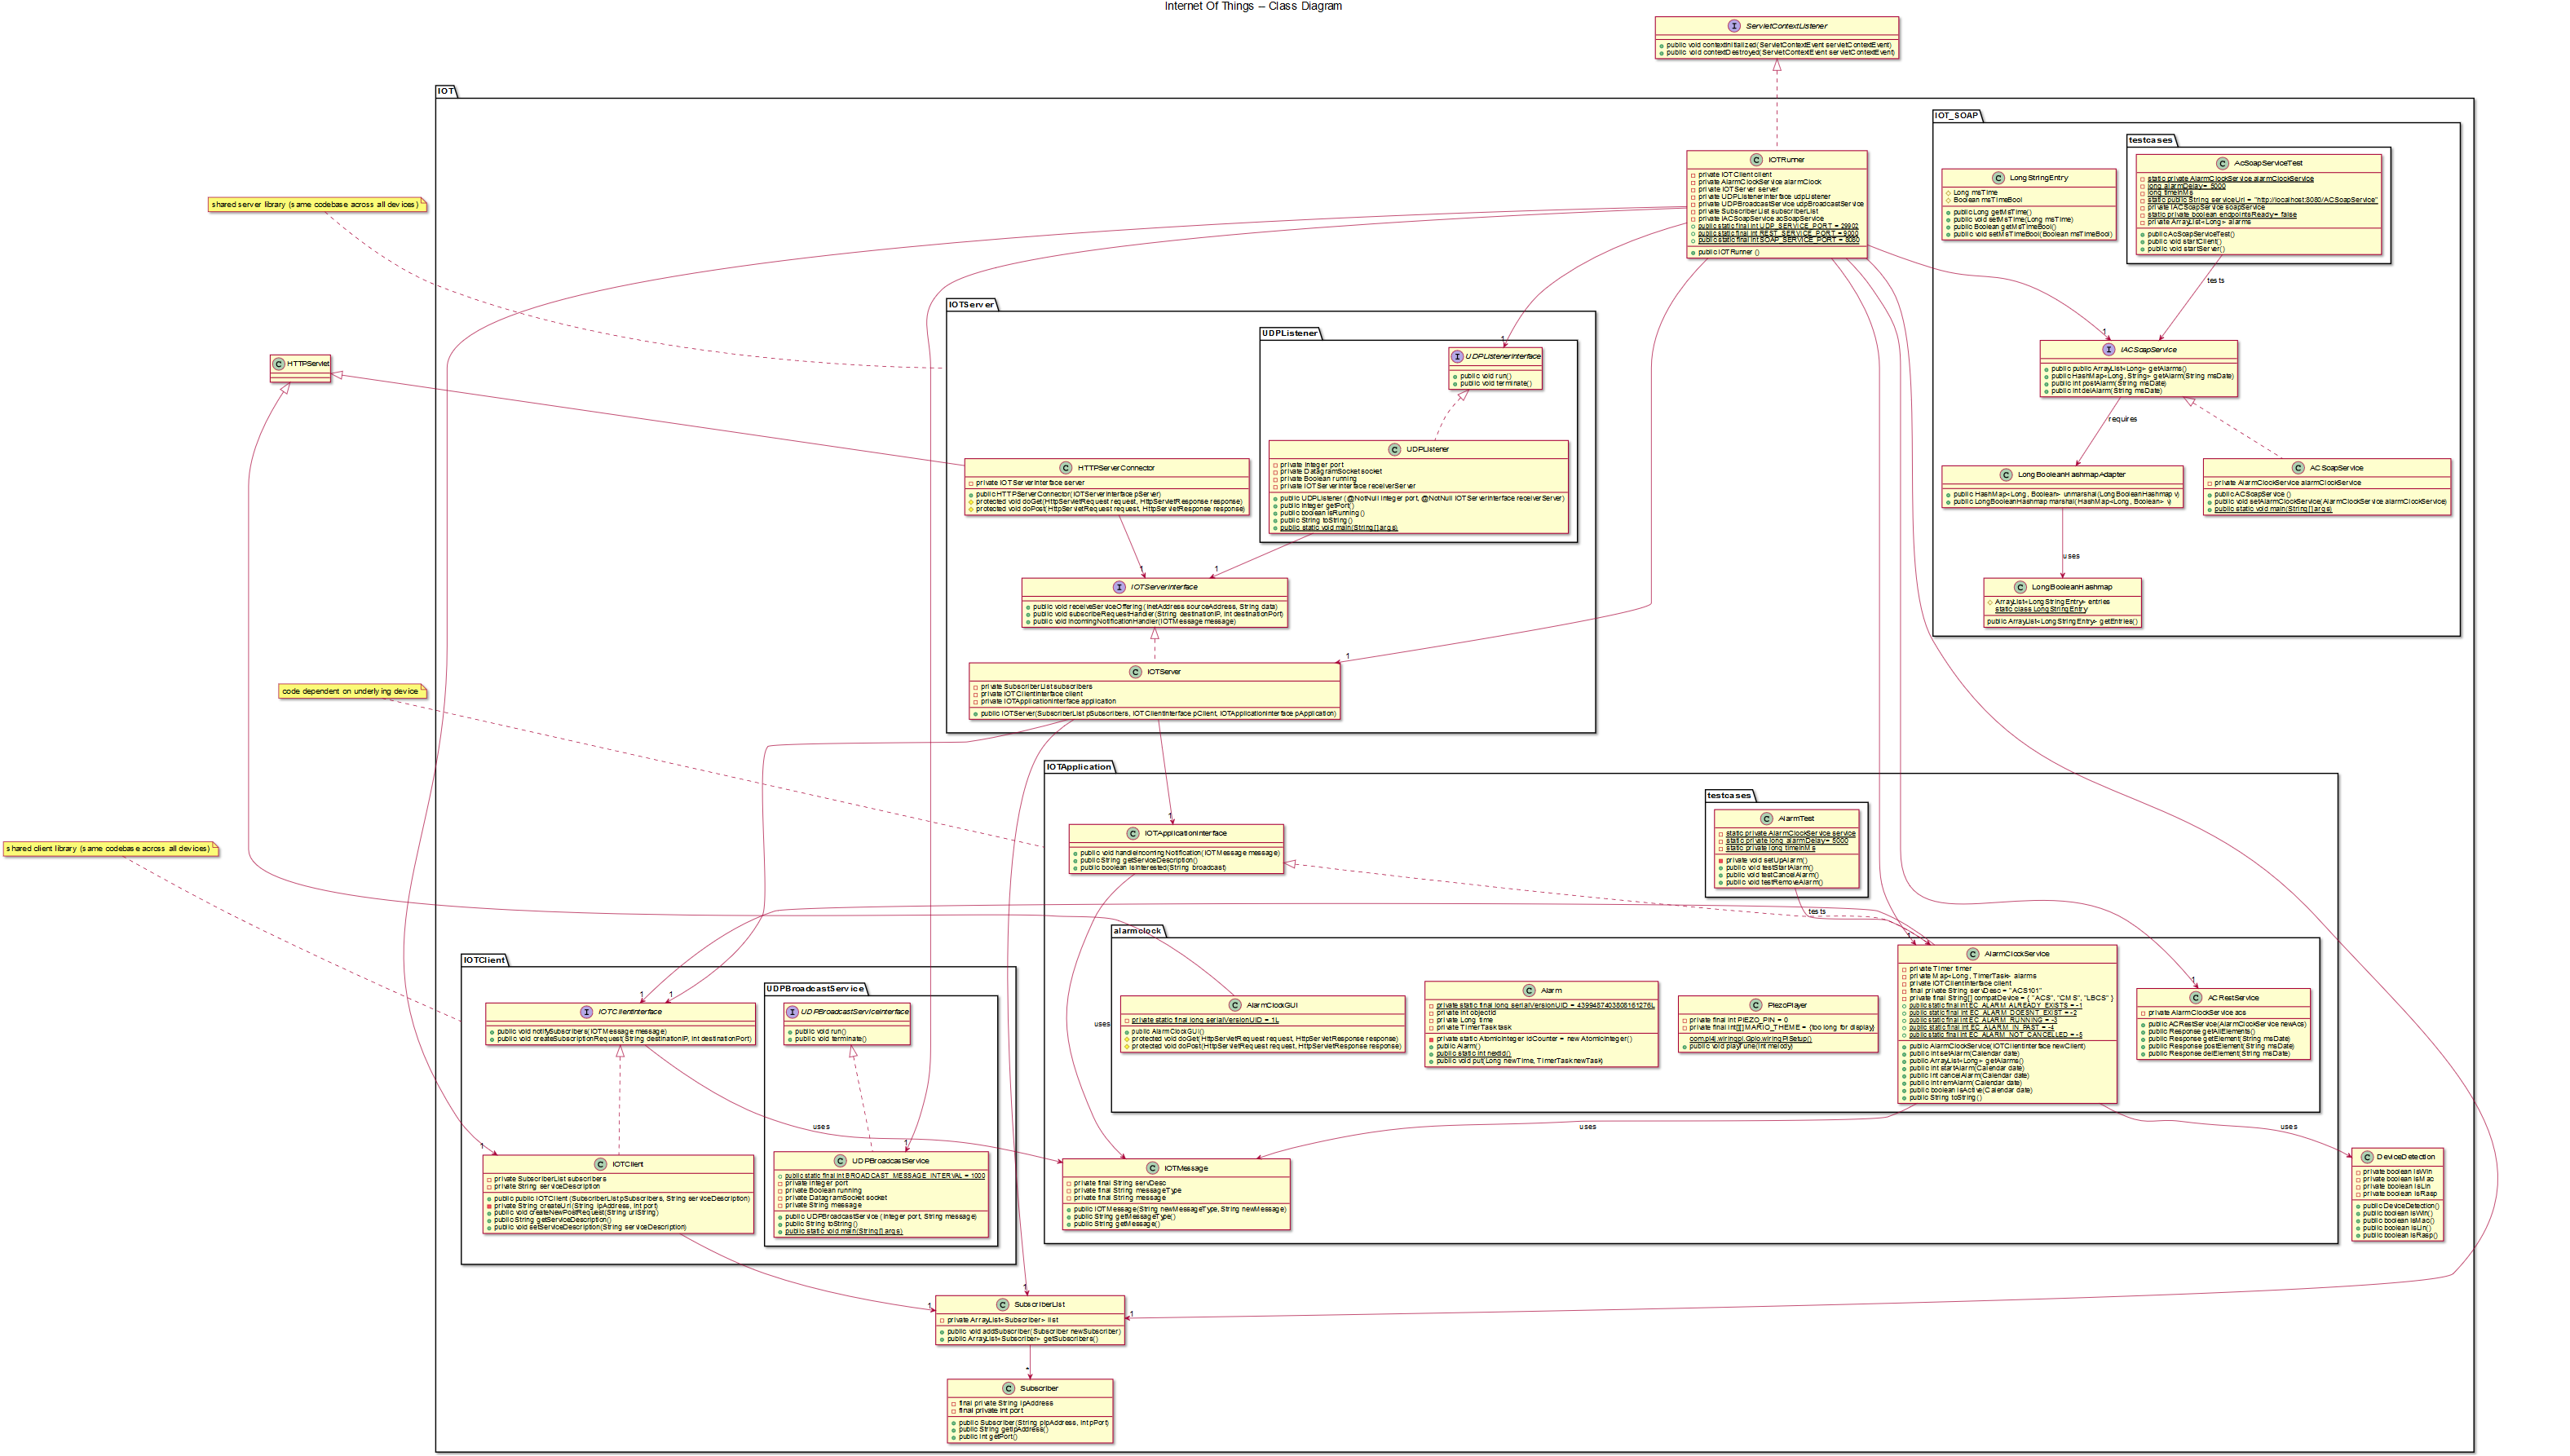 Internet Of Things – Class Diagram
ServletContextListener
public void contextInitialized(ServletContextEvent servletContextEvent)
public void contextDestroyed(ServletContextEvent servletContextEvent)
IOT
IOTRunner
private IOTClient client
private AlarmClockService alarmClock
private IOTServer server
private UDPListenerInterface udpListener
private UDPBroadcastService udpBroadcastService
private SubscriberList subscriberList
private IACSoapService acSoapService
public static final int UDP_SERVICE_PORT = 29902
public static final int REST_SERVICE_PORT = 9000
public static final int SOAP_SERVICE_PORT = 8080
public IOTRunner ()
IOT_SOAP
testcases
LongStringEntry
Long msTime
Boolean msTimeBool
public Long getMsTime()
public void setMsTime(Long msTime)
public Boolean getMsTimeBool()
public void setMsTimeBool(Boolean msTimeBool)
AcSoapServiceTest
static private AlarmClockService alarmClockService
long alarmDelay= 5000
long timeInMs
static public String serviceUrl = "http://localhost:8080/ACSoapService"
private IACSoapService soapService
static private boolean endpointsReady= false
private ArrayList<Long> alarms
public AcSoapServiceTest()
public void startClient()
public void startServer()
tests
1
IACSoapService
public public ArrayList<Long> getAlarms()
public HashMap<Long, String> getAlarm(String msDate)
public int postAlarm(String msDate)
public int delAlarm(String msDate)
requires
LongBooleanHashmapAdapter
public HashMap<Long, Boolean> unmarshal(LongBooleanHashmap v)
public LongBooleanHashmap marshal(HashMap<Long, Boolean> v)
ACSoapService
private AlarmClockService alarmClockService
public ACSoapService ()
public void setAlarmClockService(AlarmClockService alarmClockService)
public static void main(String[] args)
uses
LongBooleanHashmap
ArrayList<LongStringEntry> entries
static class LongStringEntry
public ArrayList<LongStringEntry> getEntries()
shared server library (same codebase across all devices)
HTTPServlet
IOTServer
UDPListener
1
UDPListenerInterface
public void run()
public void terminate()
UDPListener
private Integer port
private DatagramSocket socket
private Boolean running
private IOTServerInterface receiverServer
public UDPListener (@NotNull Integer port, @NotNull IOTServerInterface receiverServer)
public Integer getPort()
public boolean isRunning()
public String toString()
public static void main(String[] args)
HTTPServerConnector
private IOTServerInterface server
public HTTPServerConnector(IOTServerInterface pServer)
protected void doGet(HttpServletRequest request, HttpServletResponse response)
protected void doPost(HttpServletRequest request, HttpServletResponse response)
1
1
IOTServerInterface
public void receiveServiceOffering(InetAddress sourceAddress, String data)
public void subscribeRequestHandler(String destinationIP, int destinationPort)
public void incomingNotificationHandler(IOTMessage message)
1
IOTServer
private SubscriberList subscribers
private IOTClientInterface client
private IOTApplicationInterface application
public IOTServer(SubscriberList pSubscribers, IOTClientInterface pClient, IOTApplicationInterface pApplication)
code dependent on underlying device
IOTApplication
1
IOTApplicationInterface
public void handleIncomingNotification(IOTMessage message)
public String getServiceDescription()
public boolean isInterested(String broadcast)
testcases
AlarmTest
static private AlarmClockService service
static private long alarmDelay= 5000
static private long timeInMs
private void setUpAlarm()
public void testStartAlarm()
public void testCancelAlarm()
public void testRemoveAlarm()
tests
shared client library (same codebase across all devices)
alarmclock
AlarmClockGUI
private static final long serialVersionUID = 1L
public AlarmClockGUI()
protected void doGet(HttpServletRequest request, HttpServletResponse response)
protected void doPost(HttpServletRequest request, HttpServletResponse response)
Alarm
private static final long serialVersionUID = 4399487403808161276L
private int objectId
private Long time
private TimerTask task
private static AtomicInteger idCounter = new AtomicInteger()
public Alarm()
public static int nextId()
public void put(Long newTime, TimerTask newTask)
PiezoPlayer
private final int PIEZO_PIN = 0
private final int[][] MARIO_THEME = {too long for display}
com.pi4j.wiringpi.Gpio.wiringPiSetup()
public void playTune(int melody)
1
AlarmClockService
private Timer timer
private Map<Long, TimerTask> alarms
private IOTClientInterface client
final private String servDesc = "ACS101"
private final String[] compatDevice = { "ACS", "CMS", "LBCS" }
public static final int EC_ALARM_ALREADY_EXISTS = -1
public static final int EC_ALARM_DOESNT_EXIST = -2
public static final int EC_ALARM_RUNNING = -3
public static final int EC_ALARM_IN_PAST = -4
public static final int EC_ALARM_NOT_CANCELLED = -5
public AlarmClockService(IOTClientInterface newClient)
public int setAlarm(Calendar date)
public ArrayList<Long> getAlarms()
public int startAlarm(Calendar date)
public int cancelAlarm(Calendar date)
public int remAlarm(Calendar date)
public boolean isActive(Calendar date)
public String toString()
1
ACRestService
private AlarmClockService acs
public ACRestService(AlarmClockService newAcs)
public Response getAllElements()
public Response getElement(String msDate)
public Response postElement(String msDate)
public Response delElement(String msDate)
IOTClient
UDPBroadcastService
1
1
IOTClientInterface
public void notifySubscribers(IOTMessage message)
public void createSubscriptionRequest(String destinationIP, int destinationPort)
UDPBroadcastServiceInterface
public void run()
public void terminate()
uses
uses
uses
uses
1
IOTClient
private SubscriberList subscribers
private String serviceDescription
public public IOTClient (SubscriberList pSubscribers, String serviceDescription)
private String createUrl(String ipAddress, int port)
public void createNewPostRequest(String urlString)
public String getServiceDescription()
public void setServiceDescription(String serviceDescription)
1
UDPBroadcastService
public static final int BROADCAST_MESSAGE_INTERVAL = 1000
private Integer port
private Boolean running
private DatagramSocket socket
private String message
public UDPBroadcastService (Integer port, String message)
public String toString()
public static void main(String[] args)
IOTMessage
private final String servDesc
private final String messageType
private final String message
public IOTMessage(String newMessageType, String newMessage)
public String getMessageType()
public String getMessage()
DeviceDetection
private boolean isWin
private boolean isMac
private boolean isLin
private boolean isRasp
public DeviceDetection()
public boolean isWin()
public boolean isMac()
public boolean isLin()
public boolean isRasp()
1
1
1
SubscriberList
private ArrayList<Subscriber> list
public void addSubscriber(Subscriber newSubscriber)
public ArrayList<Subscriber> getSubscribers()
*
Subscriber
final private String ipAddress
final private int port
public Subscriber(String pIpAddress, int pPort)
public String getIpAddress()
public int getPort()